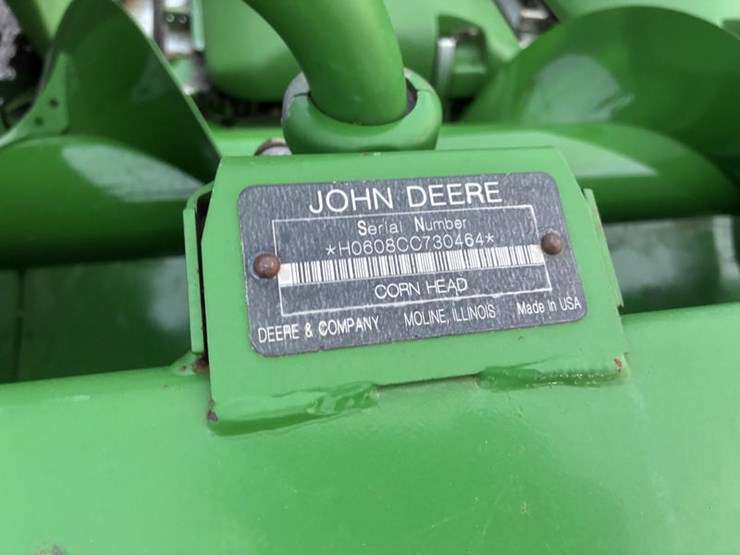 JOHN DEERE
Serial Number
*H0608CC730464*
CORN HEAD
DEERE & COMPANY MOLINE, ILLINOIS Made in USA